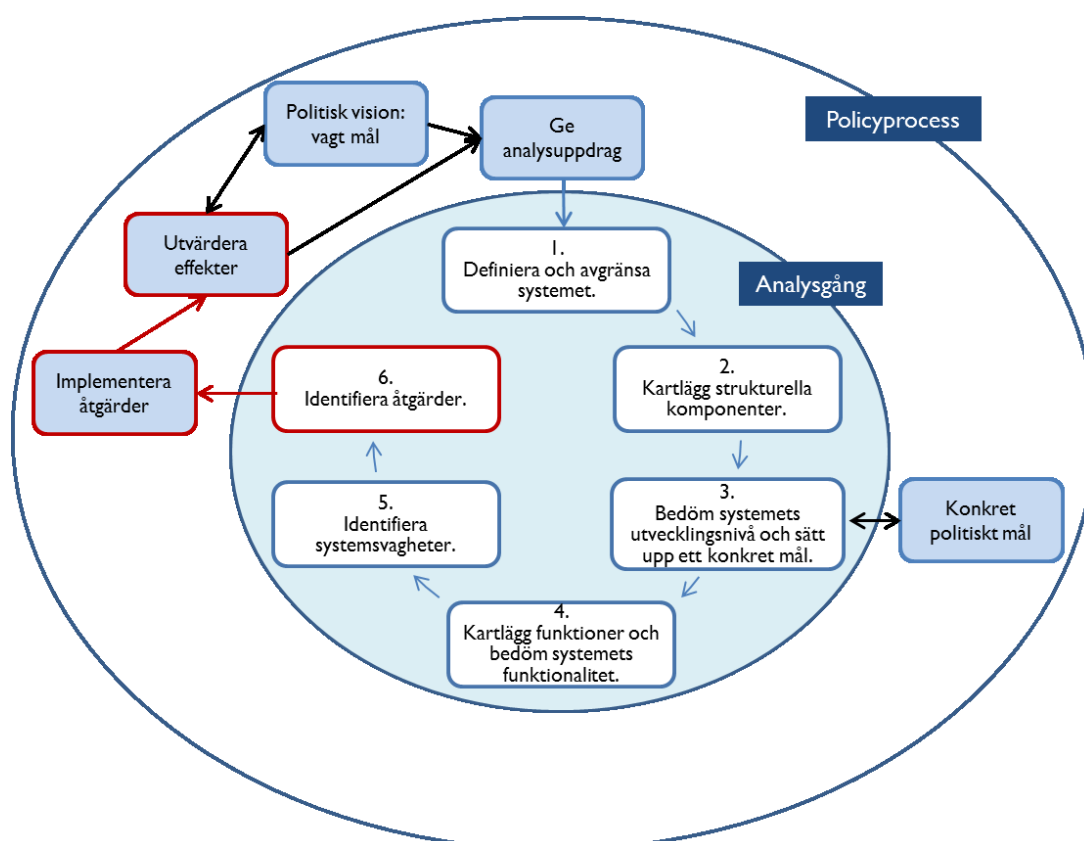 Policyprocess
Politisk vision:
vagt mål
Ge
analysuppdrag
Utvärdera
effekter
1.
Definiera och avgränsa
systemet.
Analysgång
Implementera
åtgärder
6.
Identifiera åtgärder.
2.
Kartlägg strukturella
komponenter.
5.
Identifiera
systemsvagheter.
3.
Bedöm systemets
utvecklingsnivå och sätt
upp ett konkret mål.
Konkret
politiskt mål
4.
Kartlägg funktioner och
bedöm systemets
funktionalitet.